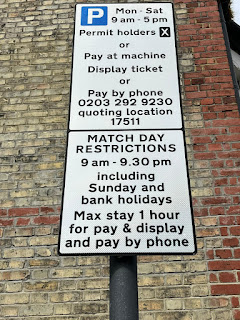 P Mon - Sat
9 am - 5 pm
Permit holders X
or
Pay at machine
Display ticket
or
Pay by phone
0203 292 9230
quoting location
17511
MATCH DAY
RESTRICTIONS
9 am - 9.30 pm
including
Sunday and
bank holidays
Max stay 1 hour
for pay & display
and pay by phone